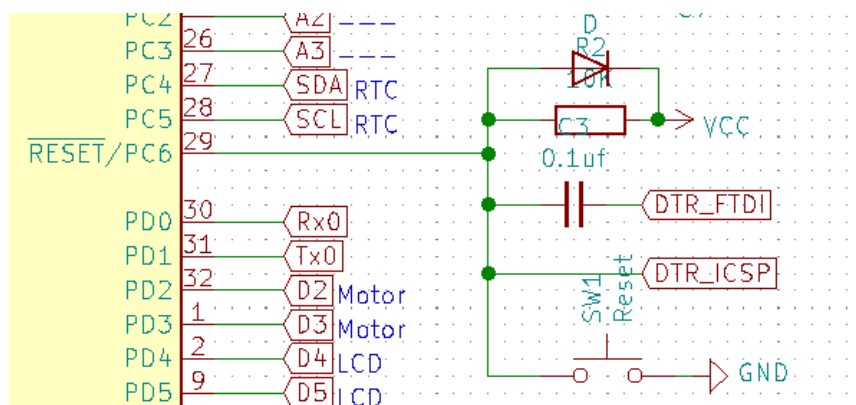 PC2 A2 ---
PC3 26 A3 ---
PC4 27 SDA RTC
PC5 28 SCL RTC
RESET/PC6 29
PD0 30 Rx0
PD1 31 Tx0
PD2 32 D2 Motor
PD3 1 D3 Motor
PD4 2 D4 LCD
PD5 9 D5 LCD
D
R2
10K
VCC
C3
0.1uf
DTR_FTDI
DTR_ICSP
SW1
Reset
GND